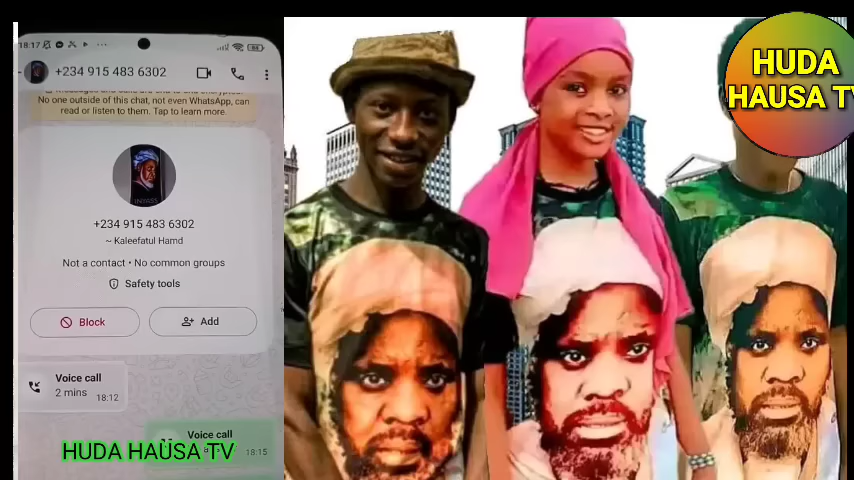 18:17
+234 915 483 6302
No one outside of this chat, not even WhatsApp, can
read or listen to them. Tap to learn more.
INYASS
+234 915 483 6302
~ Kaleefatul Hamd
Not a contact • No common groups
Safety tools
Block
Add
Voice call
2 mins
18:12
Voice call
18:15
HUDA HAUSA TV
HUDA
HAUSA TV